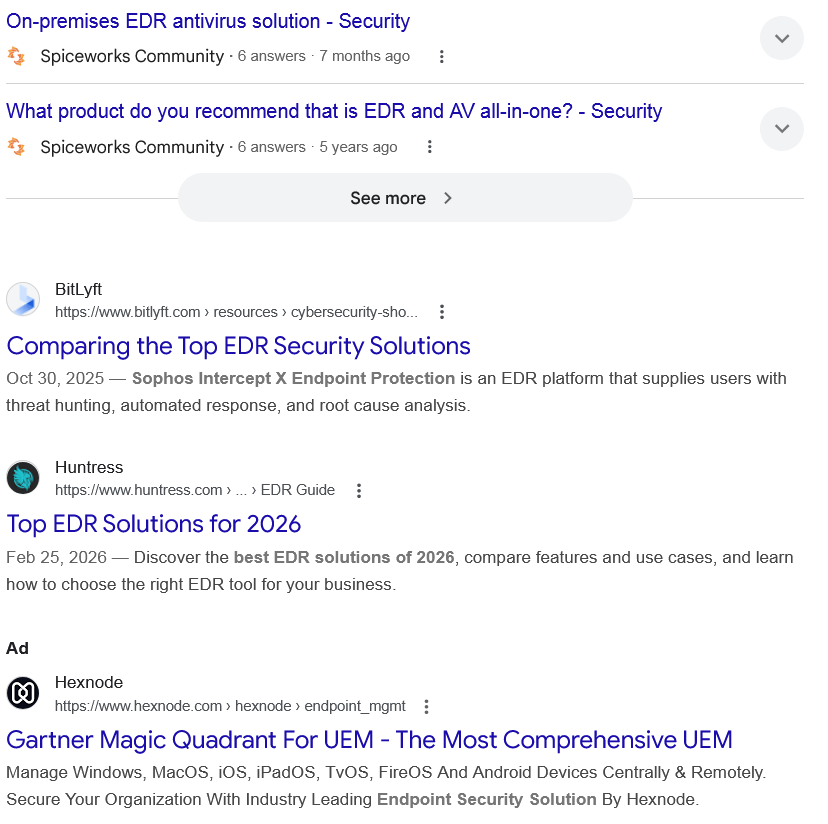 On-premises EDR antivirus solution - Security
Spiceworks Community · 6 answers · 7 months ago
What product do you recommend that is EDR and AV all-in-one? - Security
Spiceworks Community · 6 answers · 5 years ago
See more
BitLyft
https://www.bitlyft.com › resources › cybersecurity-sho...
Comparing the Top EDR Security Solutions
Oct 30, 2025 — Sophos Intercept X Endpoint Protection is an EDR platform that supplies users with
threat hunting, automated response, and root cause analysis.
Huntress
https://www.huntress.com › ... › EDR Guide
Top EDR Solutions for 2026
Feb 25, 2026 — Discover the best EDR solutions of 2026, compare features and use cases, and learn
how to choose the right EDR tool for your business.
Ad
Hexnode
https://www.hexnode.com › hexnode › endpoint_mgmt
Gartner Magic Quadrant For UEM - The Most Comprehensive UEM
Manage Windows, MacOS, iOS, iPadOS, TvOS, FireOS And Android Devices Centrally & Remotely.
Secure Your Organization With Industry Leading Endpoint Security Solution By Hexnode.